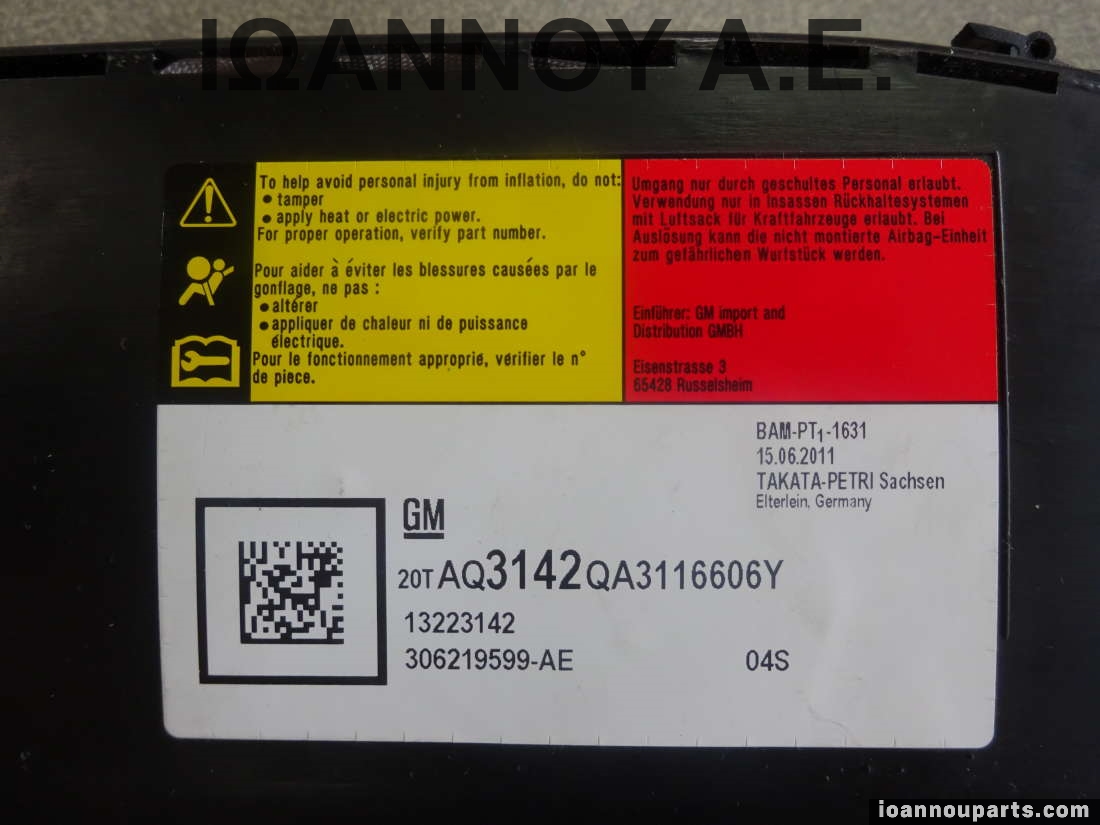 ΙΩΑΝΝΟΥ Α.Ε.
To help avoid personal injury from inflation, do not:
● tamper
● apply heat or electric power.
For proper operation, verify part number.
Pour aider à éviter les blessures causées par le
gonflage, ne pas :
● altérer
● appliquer de chaleur ni de puissance
électrique.
Pour le fonctionnement approprié, vérifier le n°
de piece.
Umgang nur durch geschultes Personal erlaubt.
Verwendung nur in Insassen Rückhaltesystemen
mit Luftsack für Kraftfahrzeuge erlaubt. Bei
Auslösung kann die nicht montierte Airbag-Einheit
zum gefährlichen Wurfstück werden.
Einführer: GM import and
Distribution GMBH
Eisenstrasse 3
65428 Russelsheim
BAM-PT1-1631
15.06.2011
TAKATA-PETRI Sachsen
Elterlein, Germany
GM
20T AQ3142QA3116606Y
13223142
306219599-AE 04S
ioannouparts.com